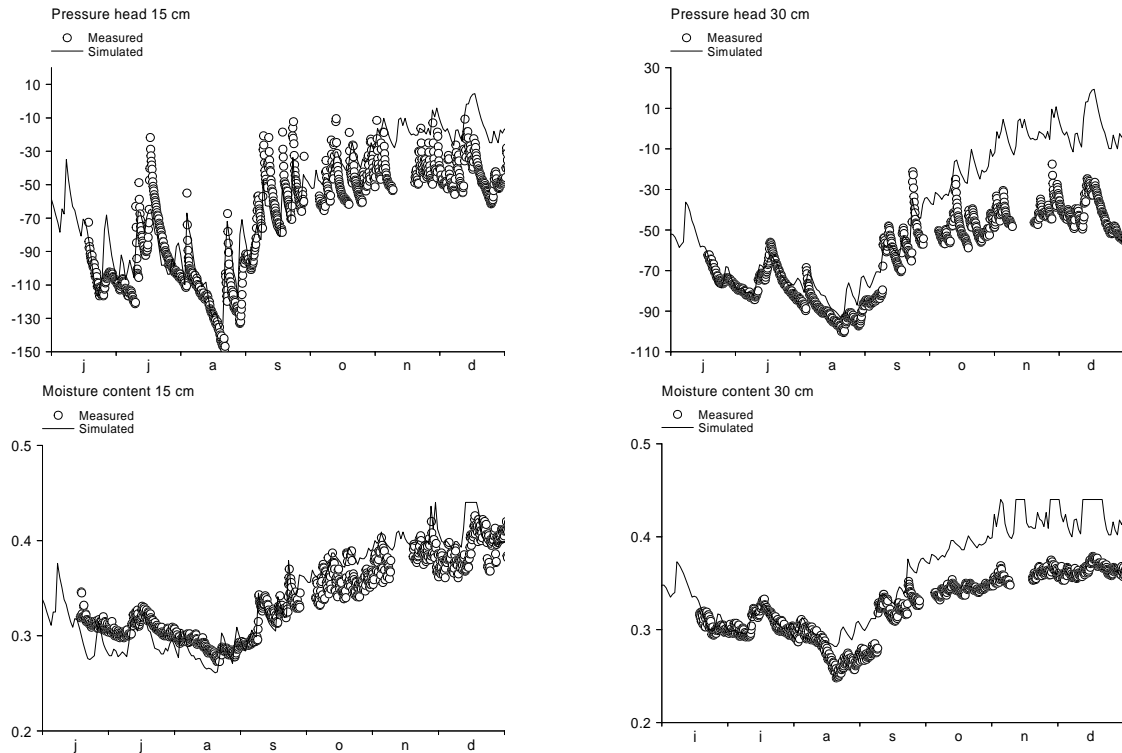 Pressure head 15 cm
Measured
Simulated
10
-10
-30
-50
-70
-90
-110
-130
-150
j j a s o n d
Pressure head 30 cm
Measured
Simulated
30
10
-10
-30
-50
-70
-90
-110
j j a s o n d
Moisture content 15 cm
Measured
Simulated
0.5
0.4
0.3
0.2
j j a s o n d
Moisture content 30 cm
Measured
Simulated
0.5
0.4
0.3
0.2
j j a s o n d